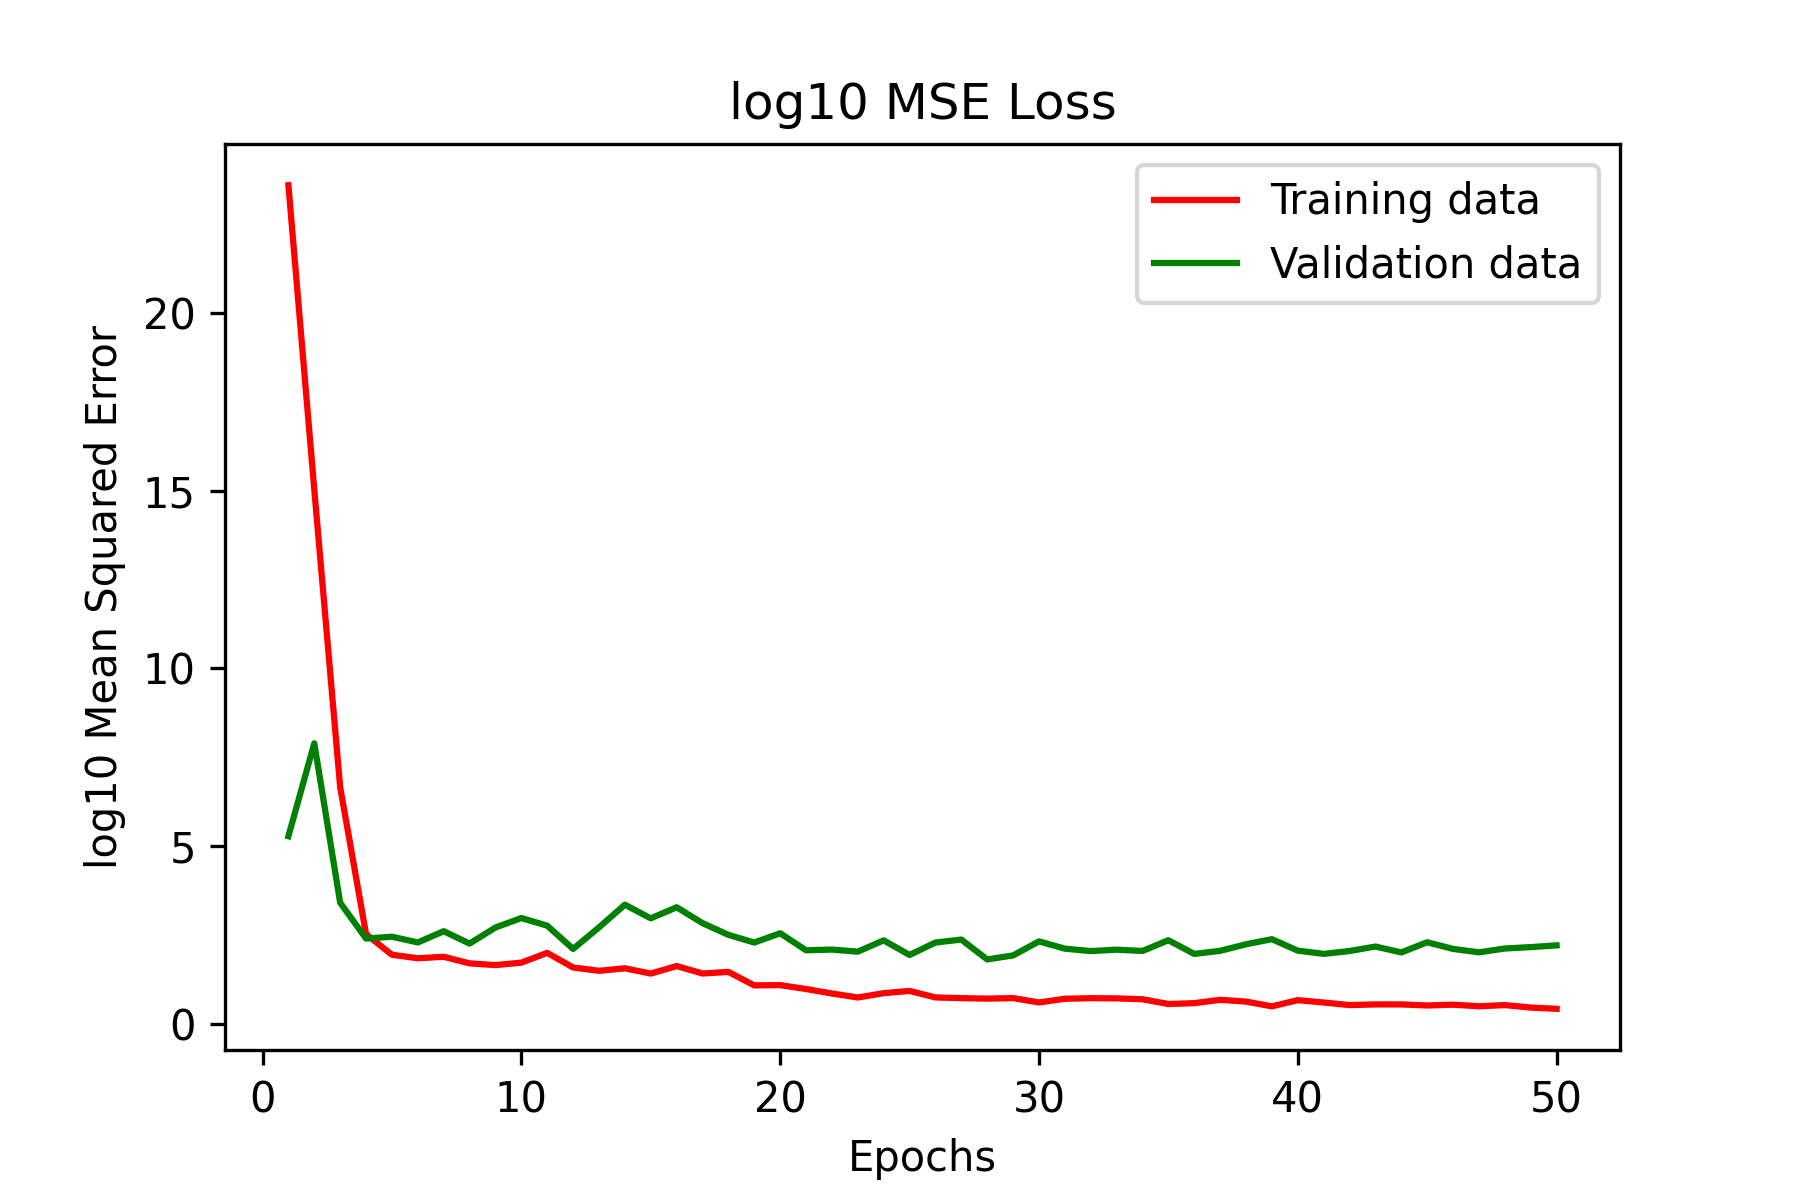 log10 MSE Loss
Training data
Validation data
log10 Mean Squared Error
20
15
10
5
0
0 10 20 30 40 50
Epochs